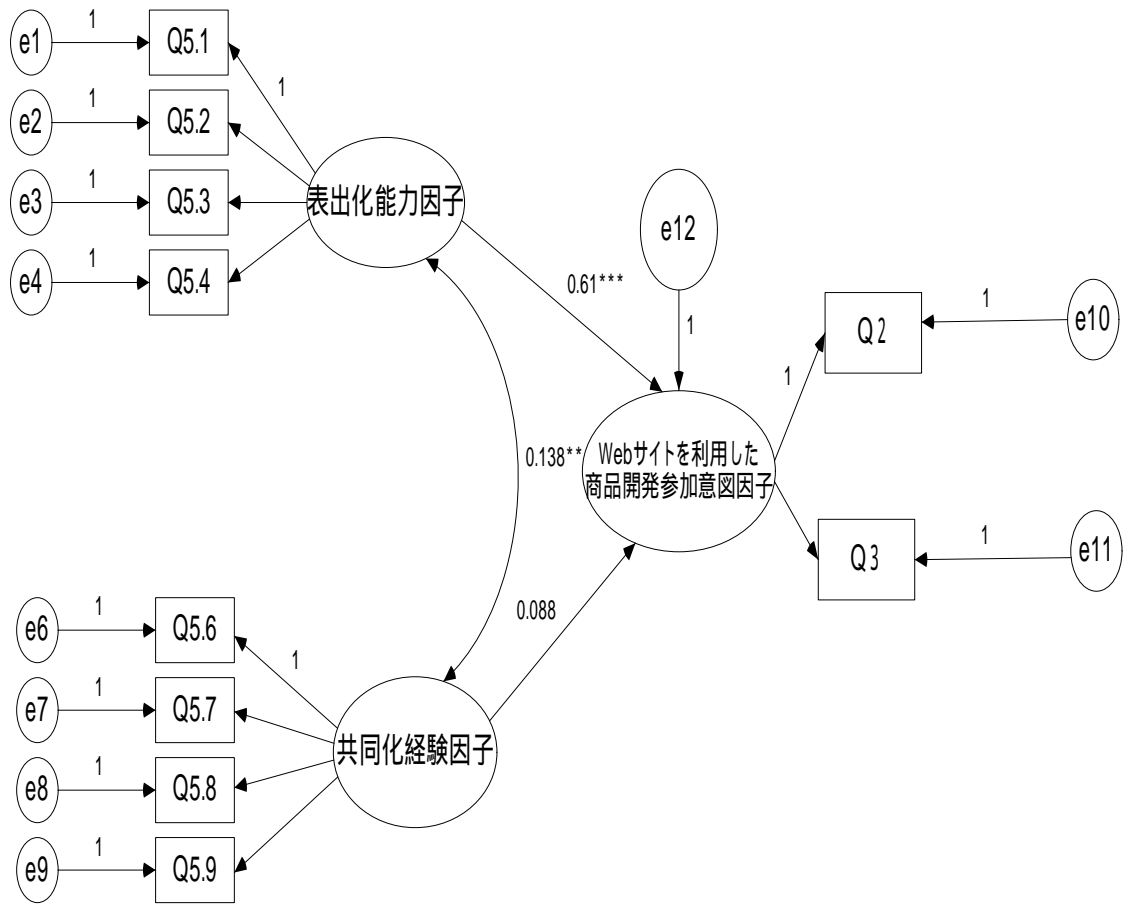 e1
1
Q5.1
1
e2
1
Q5.2
e3
1
Q5.3
e4
1
Q5.4
表出化能力因子
e12
1
0.61***
0.138**
Webサイトを利用した
商品開発参加意図因子
1
Q2
1
e10
Q3
1
e11
0.088
e6
1
Q5.6
1
e7
1
Q5.7
e8
1
Q5.8
e9
1
Q5.9
共同化経験因子